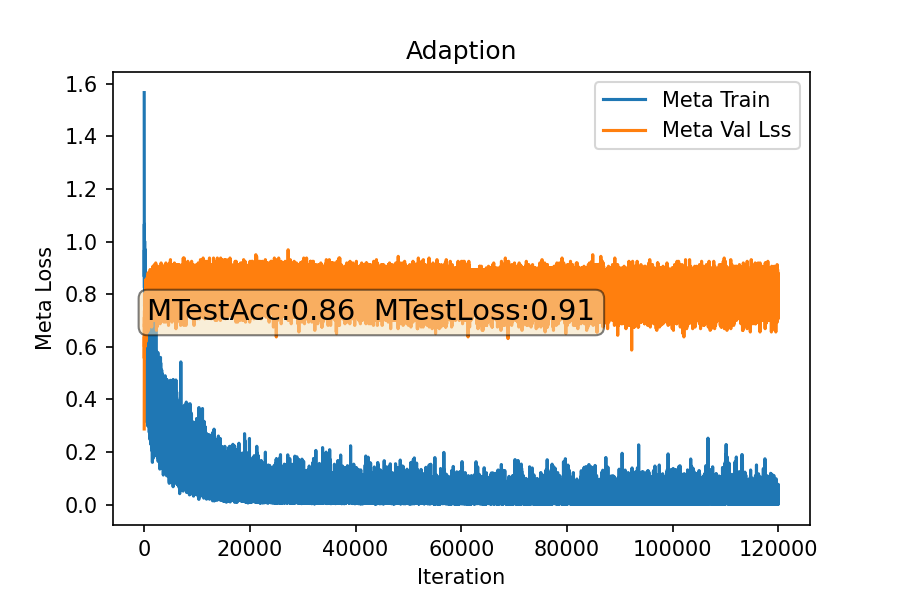 Adaption
1.6
1.4
1.2
1.0
0.8
0.6
0.4
0.2
0.0
Meta Loss
Meta Train
Meta Val Lss
MTestAcc:0.86  MTestLoss:0.91
0 20000 40000 60000 80000 100000 120000
Iteration